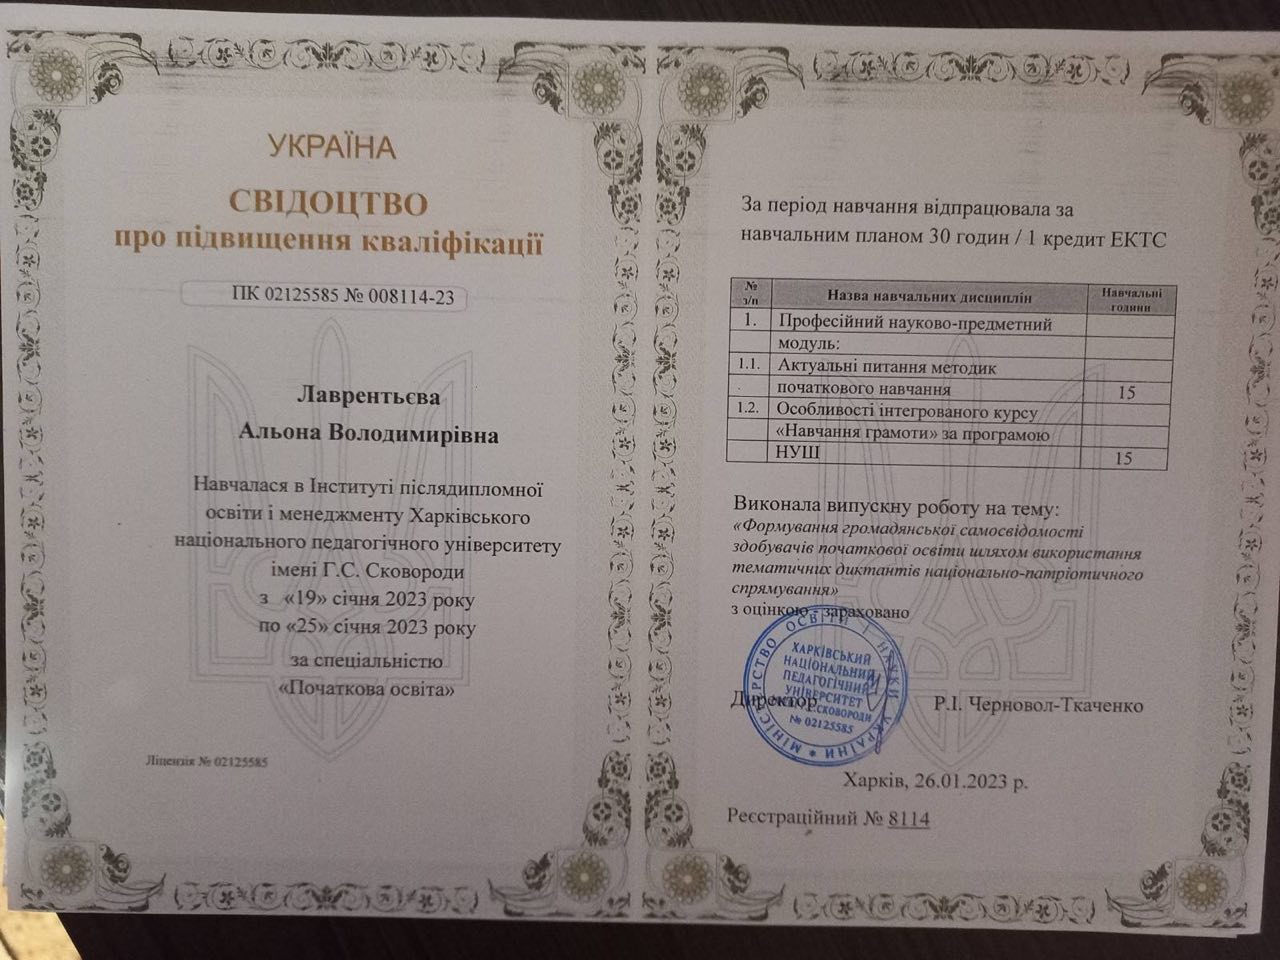 УКРАЇНА
СВІДОЦТВО
про підвищення кваліфікації
ПК 02125585 № 008114-23
Лаврентьєва
Альона Володимирівна
Навчалася в Інституті післядипломної
освіти і менеджменту Харківського
національного педагогічного університету
імені Г.С. Сковороди
з «19» січня 2023 року
по «25» січня 2023 року
за спеціальністю
«Початкова освіта»
Ліцензія № 02125585
За період навчання відпрацювала за
навчальним планом 30 годин / 1 кредит ЕКТС
№ з/п Назва навчальних дисциплін Навчальні години
1. Професійний науково-предметний
модуль:
1.1. Актуальні питання методик
початкового навчання 15
1.2. Особливості інтегрованого курсу
«Навчання грамоти» за програмою
НУШ 15
Виконала випускну роботу на тему:
«Формування громадянської самосвідомості
здобувачів початкової освіти шляхом використання
тематичних диктантів національно-патріотичного
спрямування»
з оцінкою - зараховано
МІНІСТЕРСТВО ОСВІТИ І НАУКИ УКРАЇНИ *
ХАРКІВСЬКИЙ
НАЦІОНАЛЬНИЙ
ПЕДАГОГІЧНИЙ
УНІВЕРСИТЕТ
СКОВОРОДИ
№ 02125585
Директор Р.І. Черновол-Ткаченко
Харків, 26.01.2023 р.
Реєстраційний № 8114